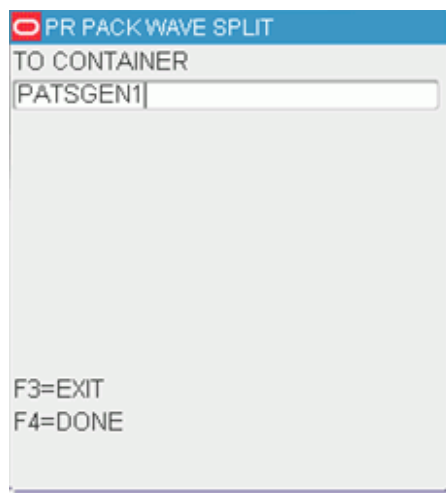 PR PACK WAVE SPLIT
TO CONTAINER
PATSGEN1
F3=EXIT
F4=DONE